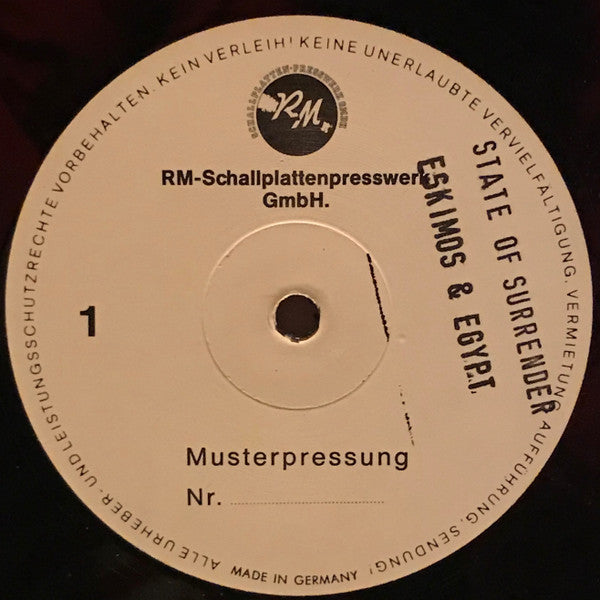 ALLE URHEBER- UND LEISTUNGSSCHUTZRECHTE VORBEHALTEN. KEIN VERLEIH! KEINE UNERLAUBTE VERVIELFÄLTIGUNG, VERMIETUNG, AUFFÜHRUNG, SENDUNG!
SCHALLPLATTEN-PRESSWERK GMBH
RM
RM-Schallplattenpresswerk
GmbH.
STATE OF SURRENDER
ESKIMOS & EGYPT.
1
Musterpressung
Nr.
MADE IN GERMANY